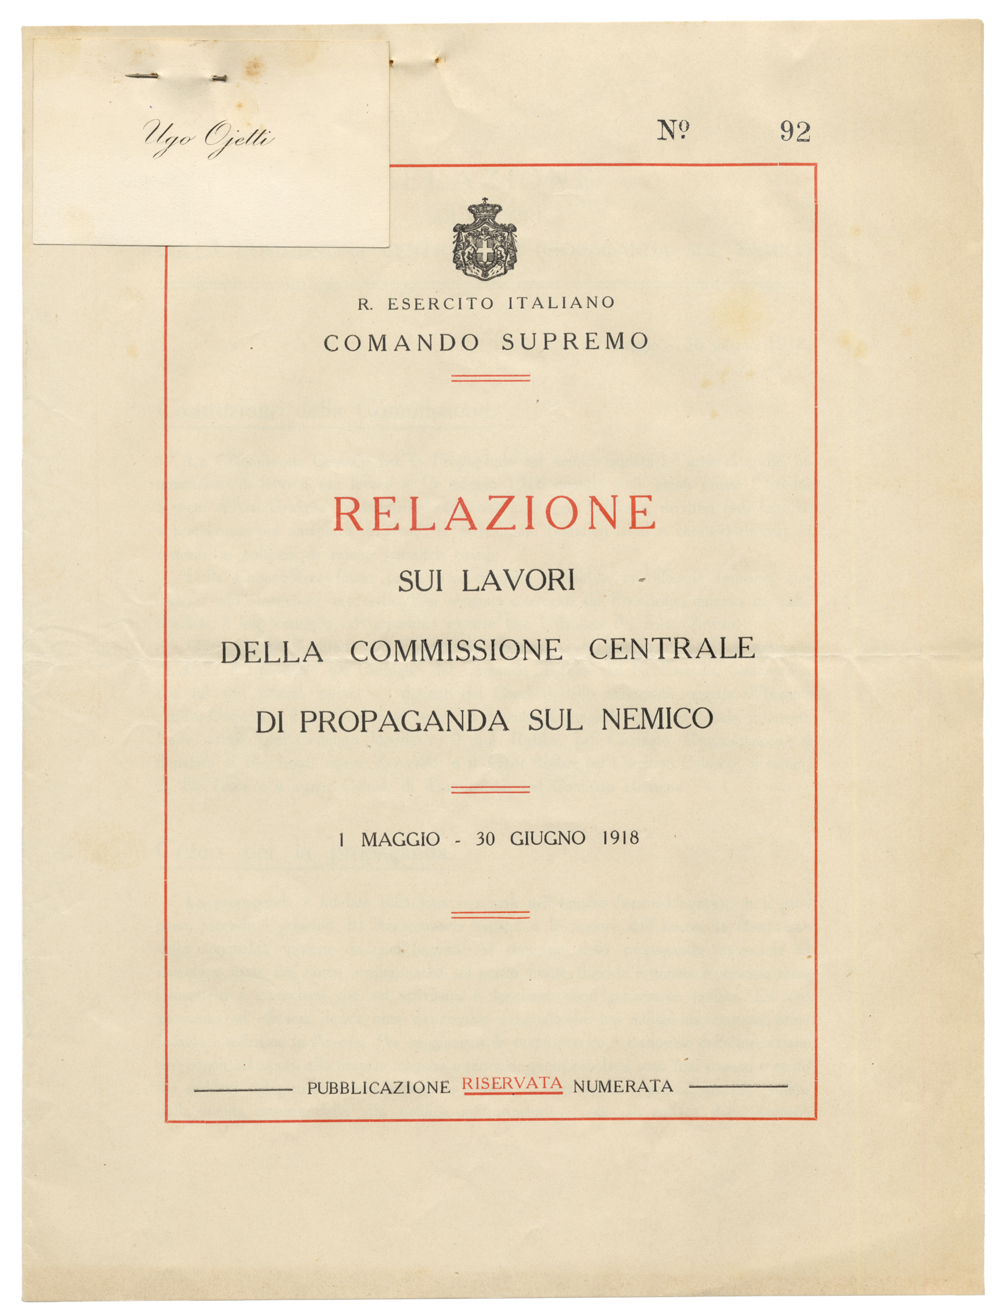 Ugo Ojetti
Nº 92
R. ESERCITO ITALIANO
COMANDO SUPREMO
RELAZIONE
SUI LAVORI
DELLA COMMISSIONE CENTRALE
DI PROPAGANDA SUL NEMICO
1 MAGGIO - 30 GIUGNO 1918
PUBBLICAZIONE RISERVATA NUMERATA